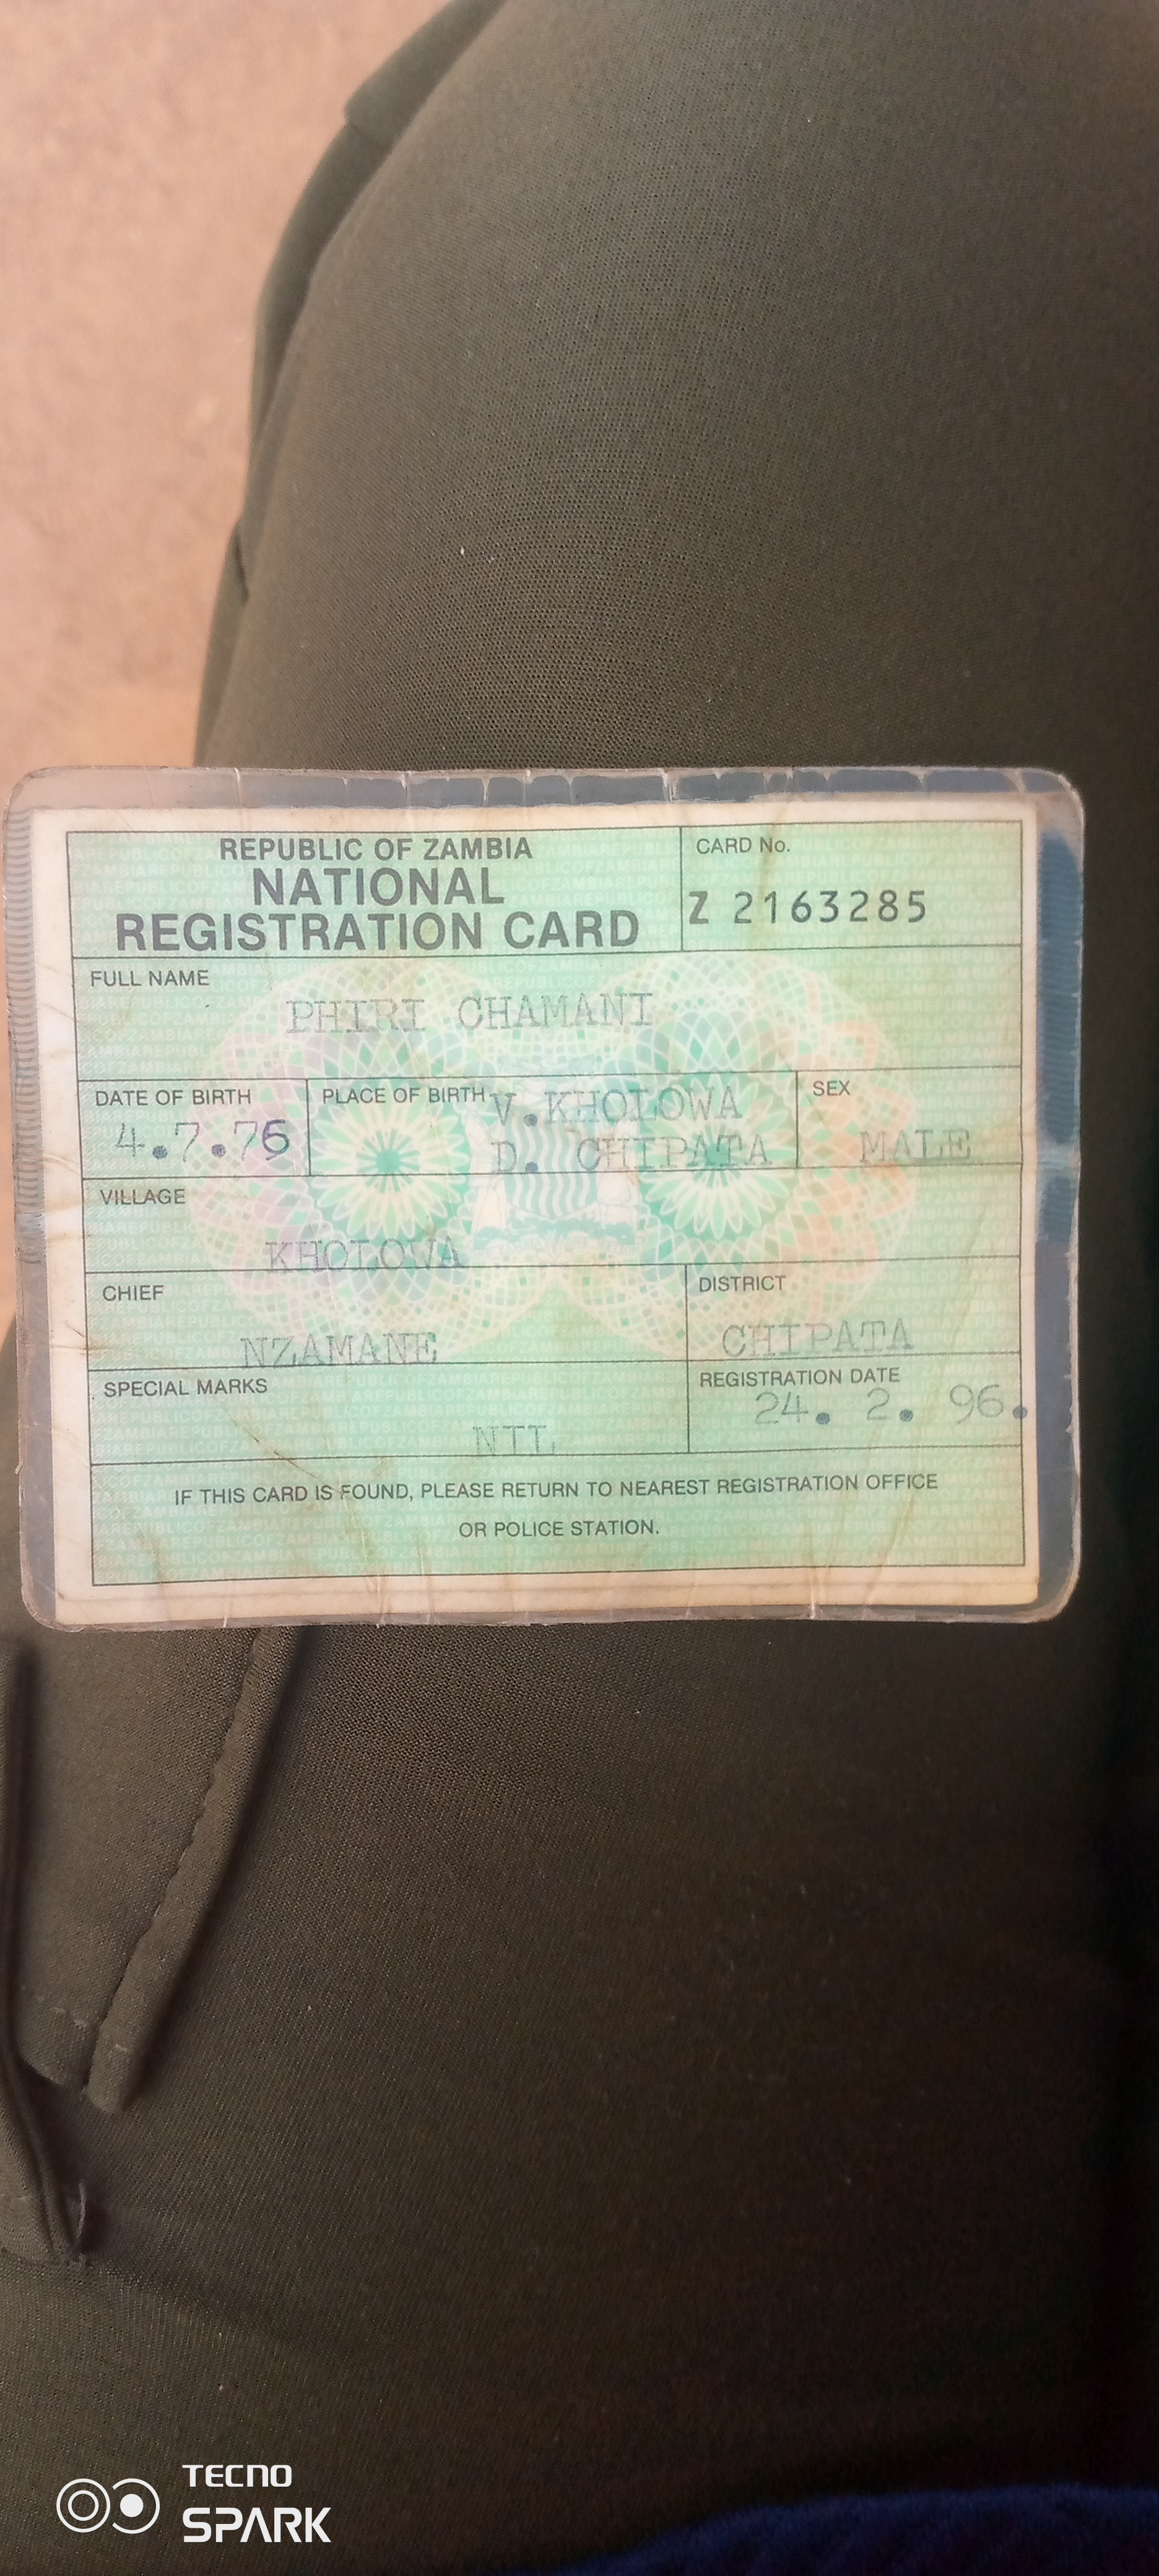 REPUBLIC OF ZAMBIA
NATIONAL
REGISTRATION CARD
CARD No.
Z 2163285
FULL NAME
PHIRI CHAMANI
DATE OF BIRTH
4.7.76
PLACE OF BIRTH
V.KHOLOWA
D. CHIPATA
SEX
MALE
VILLAGE
KHOLOWA
CHIEF
NZAMANE
DISTRICT
CHIPATA
SPECIAL MARKS
NIL
REGISTRATION DATE
24. 2. 96.
IF THIS CARD IS FOUND, PLEASE RETURN TO NEAREST REGISTRATION OFFICE
OR POLICE STATION.
TECNO
SPARK